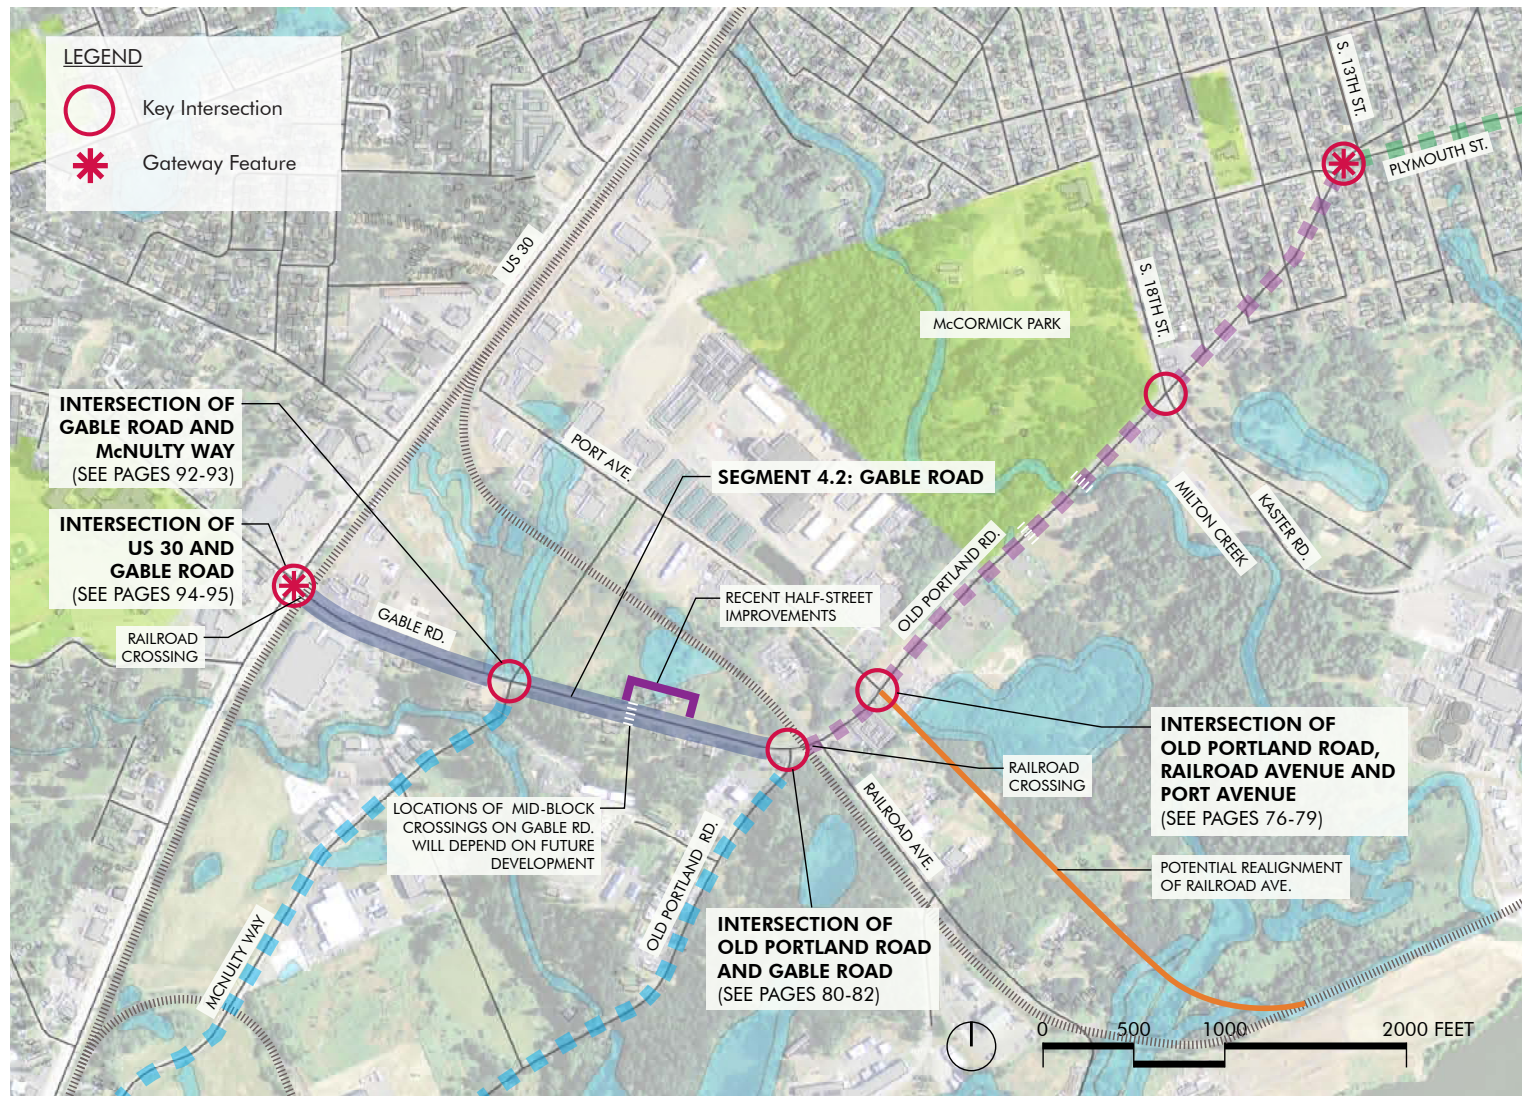 LEGEND
Key Intersection
Gateway Feature
S. 13TH ST.
PLYMOUTH ST.
US 30
S. 18TH ST.
McCORMICK PARK
INTERSECTION OF
GABLE ROAD AND
McNULTY WAY
(SEE PAGES 92-93)
PORT AVE.
SEGMENT 4.2: GABLE ROAD
MILTON CREEK
KASTER RD.
INTERSECTION OF
US 30 AND
GABLE ROAD
(SEE PAGES 94-95)
OLD PORTLAND RD.
RECENT HALF-STREET
IMPROVEMENTS
GABLE RD.
RAILROAD
CROSSING
INTERSECTION OF
OLD PORTLAND ROAD,
RAILROAD AVENUE AND
PORT AVENUE
(SEE PAGES 76-79)
RAILROAD
CROSSING
LOCATIONS OF MID-BLOCK
CROSSINGS ON GABLE RD.
WILL DEPEND ON FUTURE
DEVELOPMENT
RAILROAD AVE.
OLD PORTLAND RD.
POTENTIAL REALIGNMENT
OF RAILROAD AVE.
MCNULTY WAY
INTERSECTION OF
OLD PORTLAND ROAD
AND GABLE ROAD
(SEE PAGES 80-82)
0 500 1000 2000 FEET